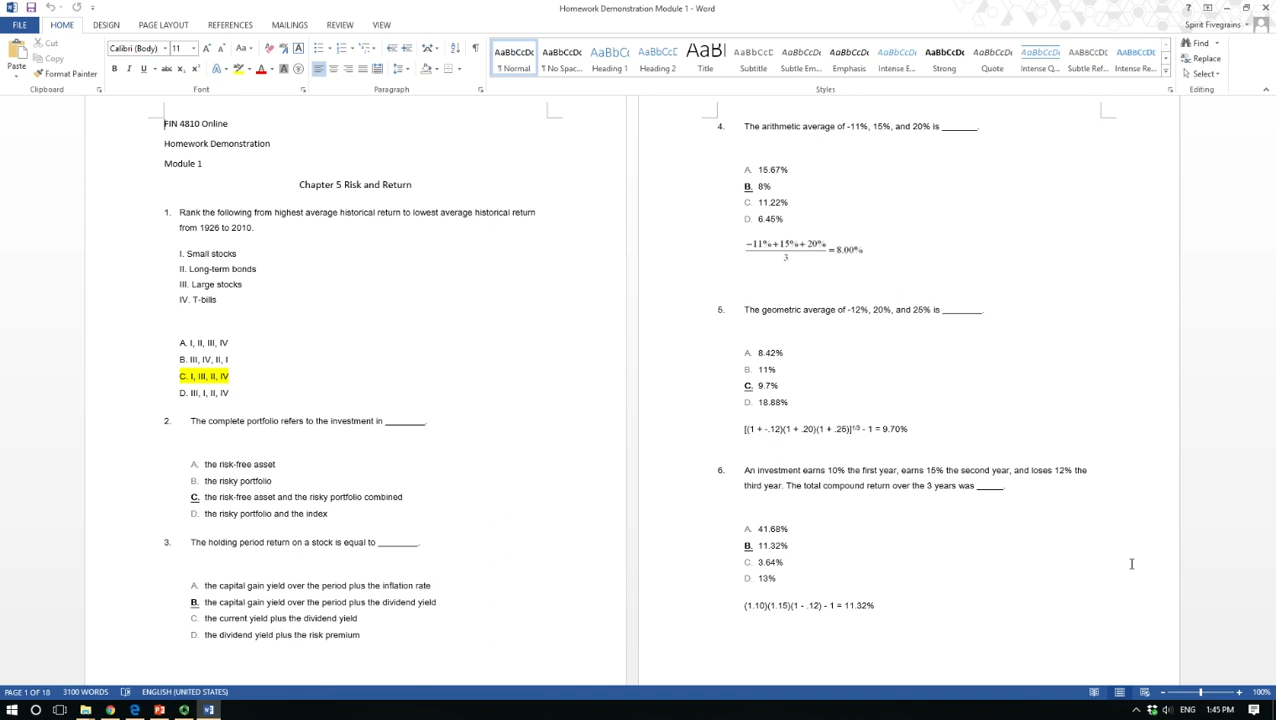 Homework Demonstration Module 1 - Word
FILE HOME DESIGN PAGE LAYOUT REFERENCES MAILINGS REVIEW VIEW Spirit Fivegrains
Paste
Cut
Copy
Format Painter
Clipboard
Calibri (Body) 11
Font
Paragraph
AaBbCcDc AaBbCcDc AaBbCc AaBbCcD AaBl AaBbCcD AaBbCcDc AaBbCcDc AaBbCcDc AaBbCcDc AaBbCcDc AaBbCcDc AaBbCcDc AaBbCcDc
¶ Normal ¶ No Spac... Heading 1 Heading 2 Title Subtitle Subtle Em... Emphasis Intense E... Strong Quote Intense Q... Subtle Ref... Intense Re...
Styles
Find
Replace
Select
Editing
FIN 4810 Online
Homework Demonstration
Module 1
Chapter 5 Risk and Return
1. Rank the following from highest average historical return to lowest average historical return
from 1926 to 2010.
I. Small stocks
II. Long-term bonds
III. Large stocks
IV. T-bills
A. I, II, III, IV
B. III, IV, II, I
C. I, III, II, IV
D. III, I, II, IV
2. The complete portfolio refers to the investment in ________.
A. the risk-free asset
B. the risky portfolio
C. the risk-free asset and the risky portfolio combined
D. the risky portfolio and the index
3. The holding period return on a stock is equal to ________.
A. the capital gain yield over the period plus the inflation rate
B. the capital gain yield over the period plus the dividend yield
C. the current yield plus the dividend yield
D. the dividend yield plus the risk premium
4. The arithmetic average of -11%, 15%, and 20% is _______.
A. 15.67%
B. 8%
C. 11.22%
D. 6.45%
−11%+15%+20%
3
= 8.00%
5. The geometric average of -12%, 20%, and 25% is ________.
A. 8.42%
B. 11%
C. 9.7%
D. 18.88%
[(1 + -.12)(1 + .20)(1 + .25)]1/3 - 1 = 9.70%
6. An investment earns 10% the first year, earns 15% the second year, and loses 12% the
third year. The total compound return over the 3 years was _____.
A. 41.68%
B. 11.32%
C. 3.64%
D. 13%
(1.10)(1.15)(1 - .12) - 1 = 11.32%
PAGE 1 OF 18 3100 WORDS ENGLISH (UNITED STATES) 100%
ENG 1:45 PM